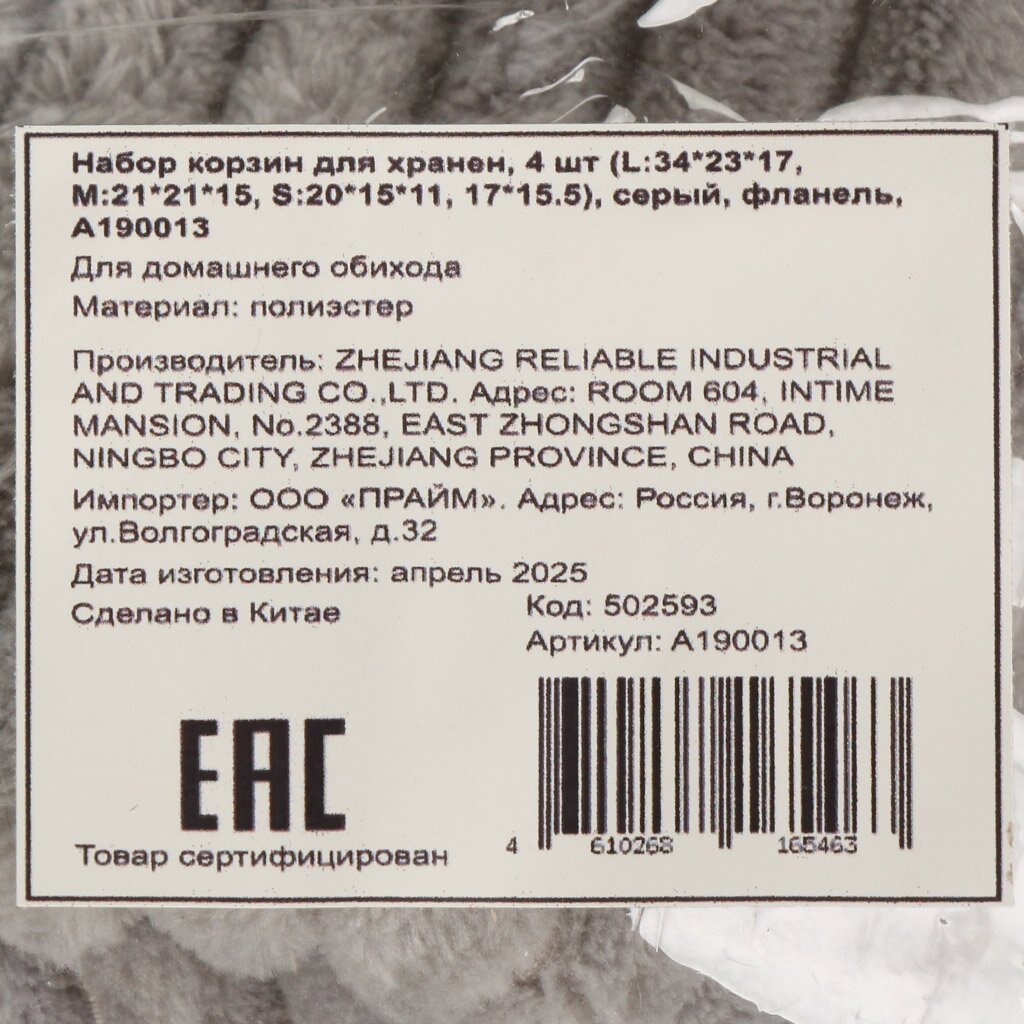 Набор корзин для хранен, 4 шт (L:34*23*17,
M:21*21*15, S:20*15*11, 17*15.5), серый, фланель,
A190013
Для домашнего обихода
Материал: полиэстер
Производитель: ZHEJIANG RELIABLE INDUSTRIAL
AND TRADING CO.,LTD. Адрес: ROOM 604, INTIME
MANSION, No.2388, EAST ZHONGSHAN ROAD,
NINGBO CITY, ZHEJIANG PROVINCE, CHINA
Импортер: ООО «ПРАЙМ». Адрес: Россия, г.Воронеж,
ул.Волгоградская, д.32
Дата изготовления: апрель 2025
Сделано в Китае
Код: 502593
Артикул: A190013
EAC
Товар сертифицирован
4 610268 165463